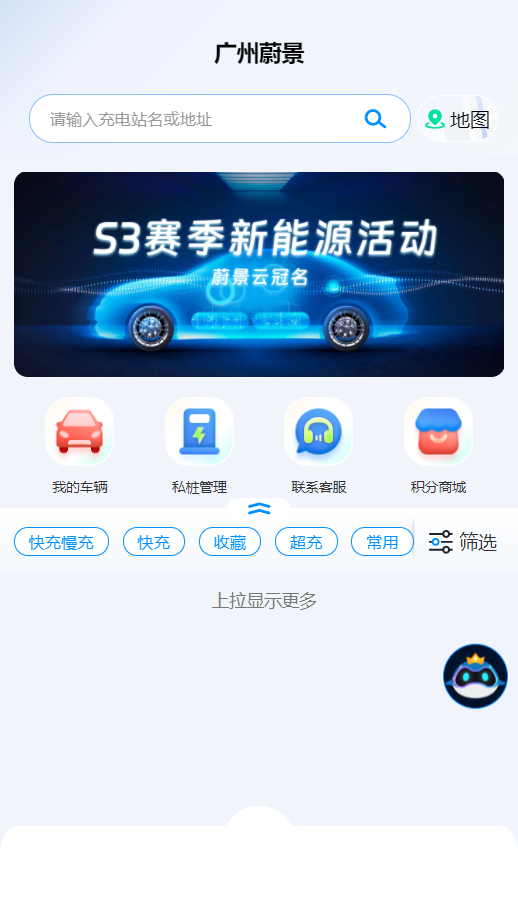 广州蔚景
请输入充电站名或地址
地图
S3赛季新能源活动
蔚景云冠名
我的车辆 私桩管理 联系客服 积分商城
快充慢充 快充 收藏 超充 常用 筛选
上拉显示更多